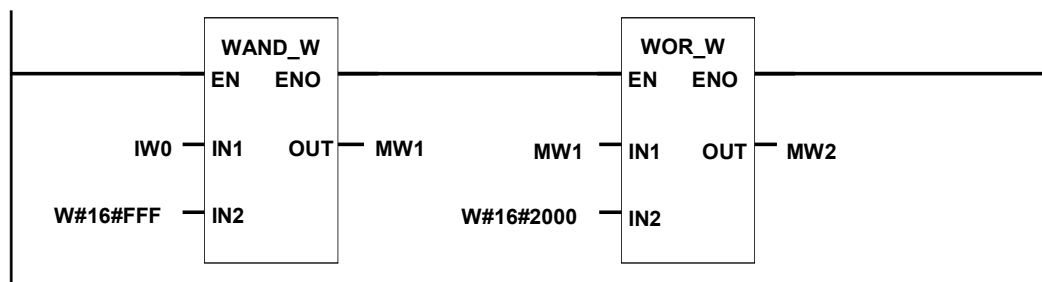 WAND_W WOR_W
EN ENO EN ENO
IW0 IN1 OUT MW1 MW1 IN1 OUT MW2
W#16#FFF IN2 W#16#2000 IN2